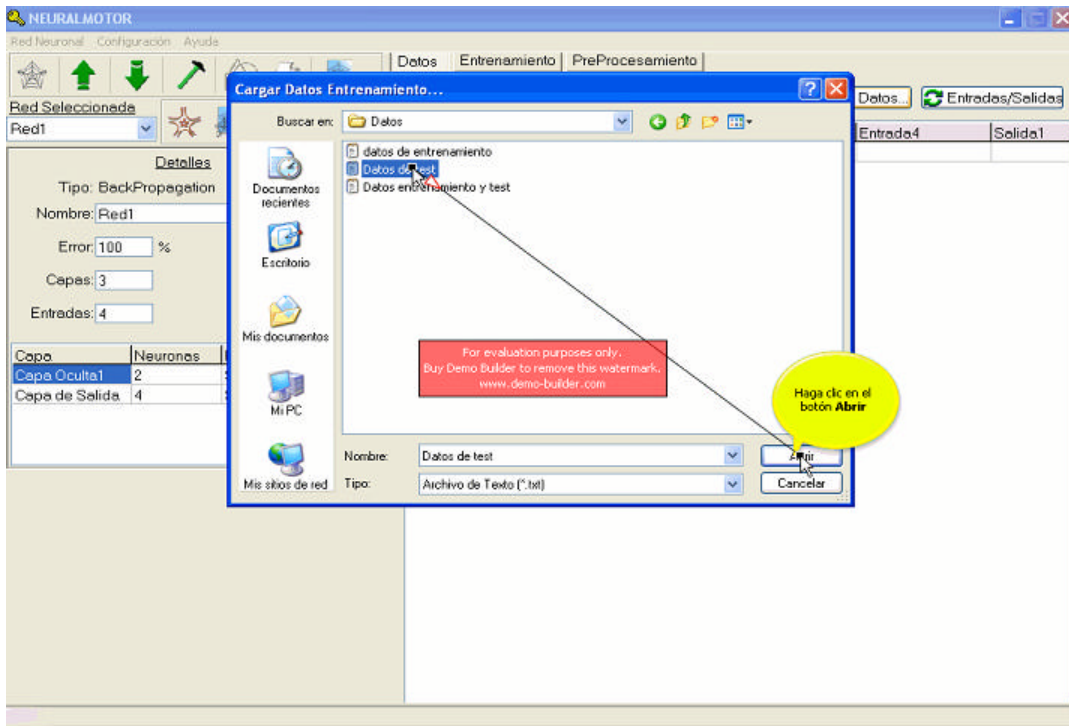 NEURALMOTOR
Red Neuronal Configuración Ayuda
Datos Entrenamiento PreProcesamiento
Datos... Entradas/Salidas
Red Seleccionada
Red1
Entrada4 Salida1
Detalles
Tipo: BackPropagation
Nombre: Red1
Error: 100 %
Capas: 3
Entradas: 4
Capa Neuronas
Capa Oculta1 2
Capa de Salida 4
Cargar Datos Entrenamiento...
Buscar en: Datos
datos de entrenamiento
Datos de test
Datos entrenamiento y test
Documentos
recientes
Escritorio
Mis documentos
Mi PC
Mis sitios de red
For evaluation purposes only.
Buy Demo Builder to remove this watermark.
www.demo-builder.com
Haga clic en el
botón Abrir
Nombre: Datos de test
Abrir
Tipo: Archivo de Texto (*.txt)
Cancelar